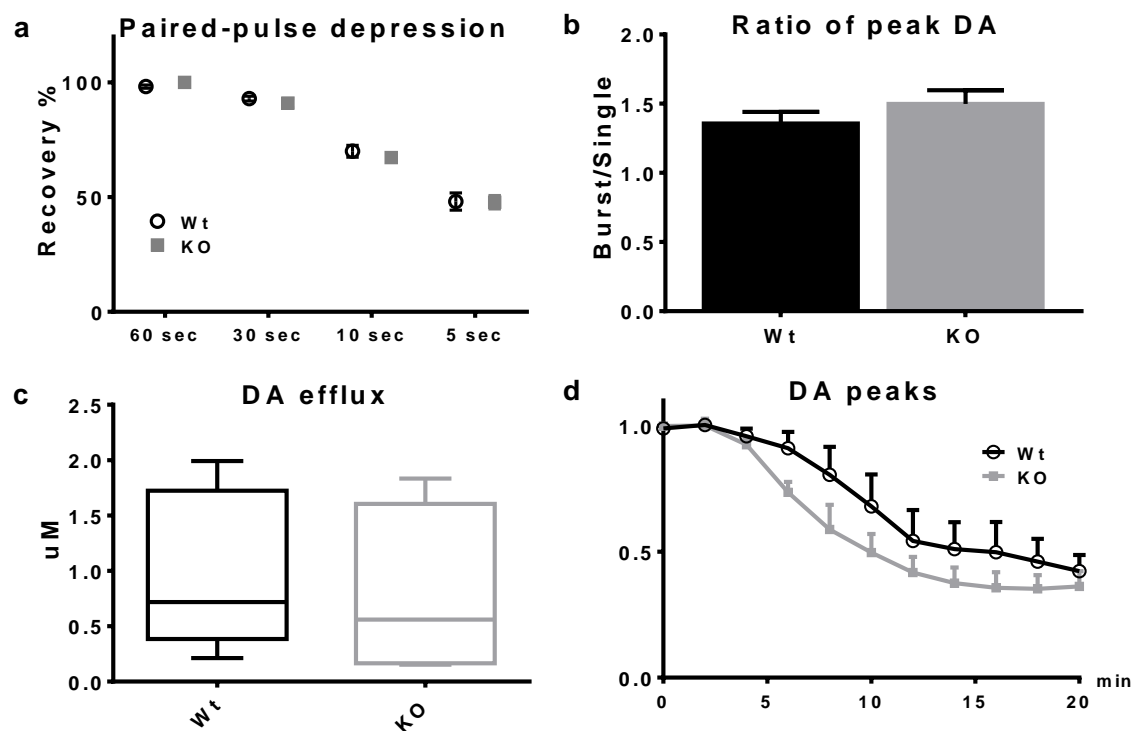 a
Paired-pulse depression
Recovery %
100
50
0
Wt
KO
60 sec 30 sec 10 sec 5 sec
b
Ratio of peak DA
Burst/Single
2.0
1.5
1.0
0.5
0.0
Wt KO
c
DA efflux
uM
2.5
2.0
1.5
1.0
0.5
0.0
Wt KO
d
DA peaks
1.0
0.5
0.0
Wt
KO
0 5 10 15 20 min